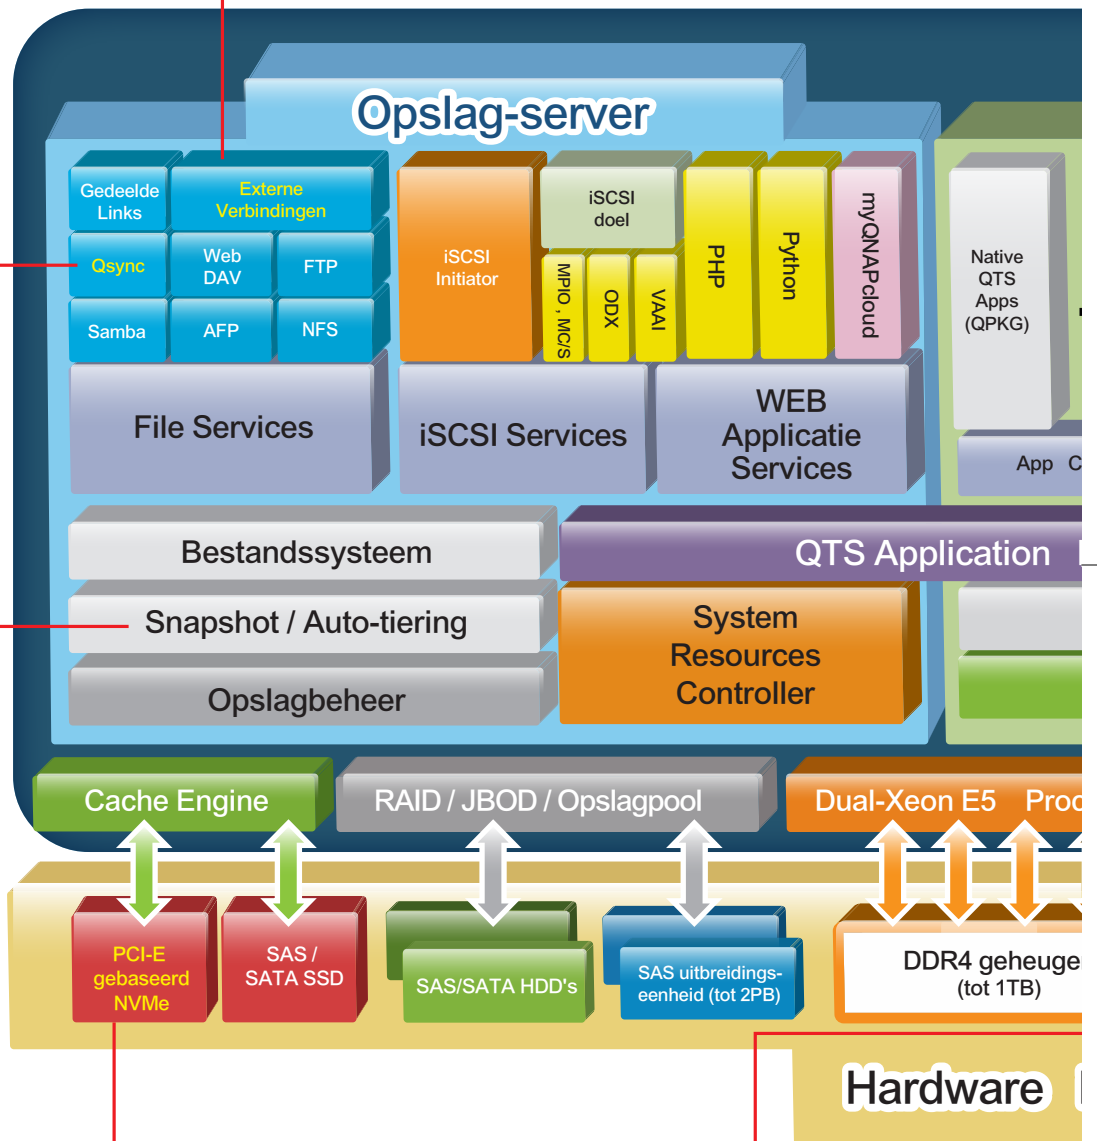 Opslag-server
Gedeelde
Links
Externe
Verbindingen
Qsync
Web
DAV
FTP
Samba
AFP
NFS
iSCSI
Initiator
iSCSI
doel
MPIO , MC/S
ODX
VAAI
PHP
Python
myQNAPcloud
Native
QTS
Apps
(QPKG)
File Services
iSCSI Services
WEB
Applicatie
Services
App C
Bestandssysteem
QTS Application
Snapshot / Auto-tiering
System
Resources
Controller
Opslagbeheer
Cache Engine
RAID / JBOD / Opslagpool
Dual-Xeon E5 Proc
PCI-E
gebaseerd
NVMe
SAS /
SATA SSD
SAS/SATA HDD's
SAS uitbreidings-
eenheid (tot 2PB)
DDR4 geheugen
(tot 1TB)
Hardware